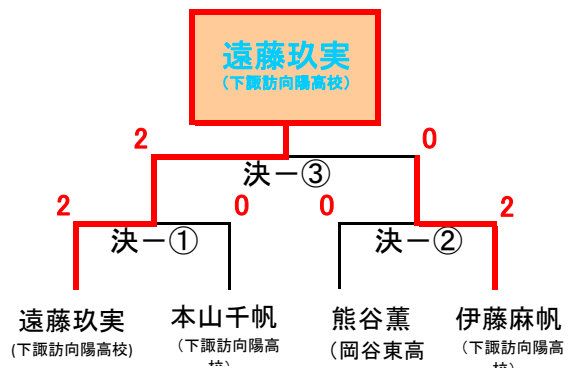 遠藤玖実
(下諏訪向陽高校)
2 0
決－③
2 0 0 2
決－① 決－②
遠藤玖実 本山千帆 熊谷薫 伊藤麻帆
(下諏訪向陽高校) (下諏訪向陽高 (岡谷東高 (下諏訪向陽高